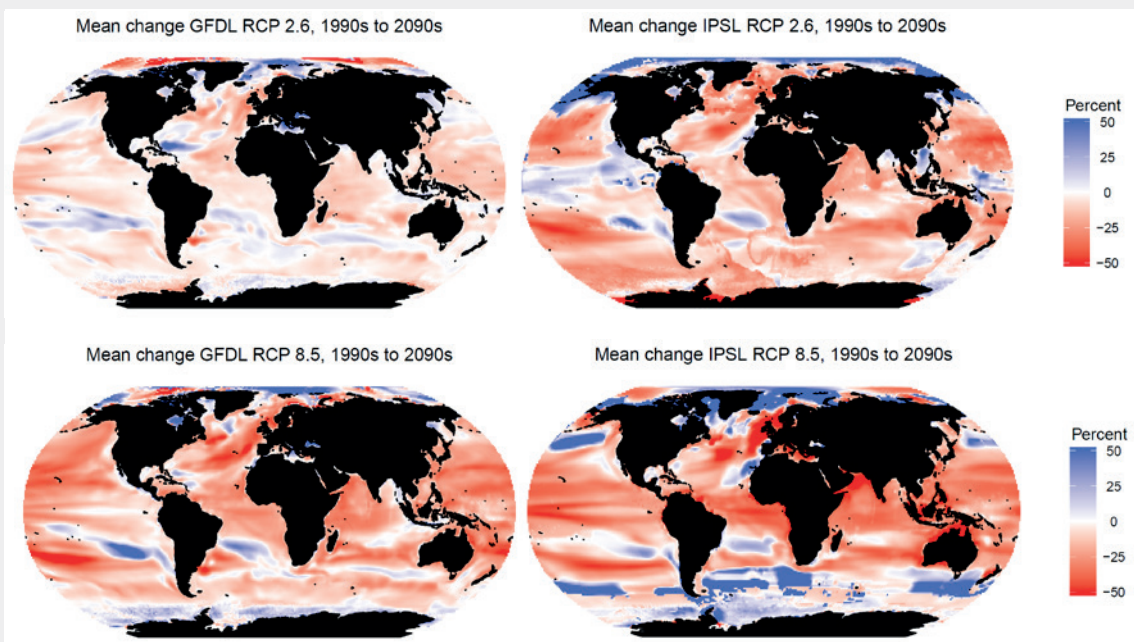 Mean change GFDL RCP 2.6, 1990s to 2090s
Mean change IPSL RCP 2.6, 1990s to 2090s
Percent
50
25
0
−25
−50
Mean change GFDL RCP 8.5, 1990s to 2090s
Mean change IPSL RCP 8.5, 1990s to 2090s
Percent
50
25
0
−25
−50